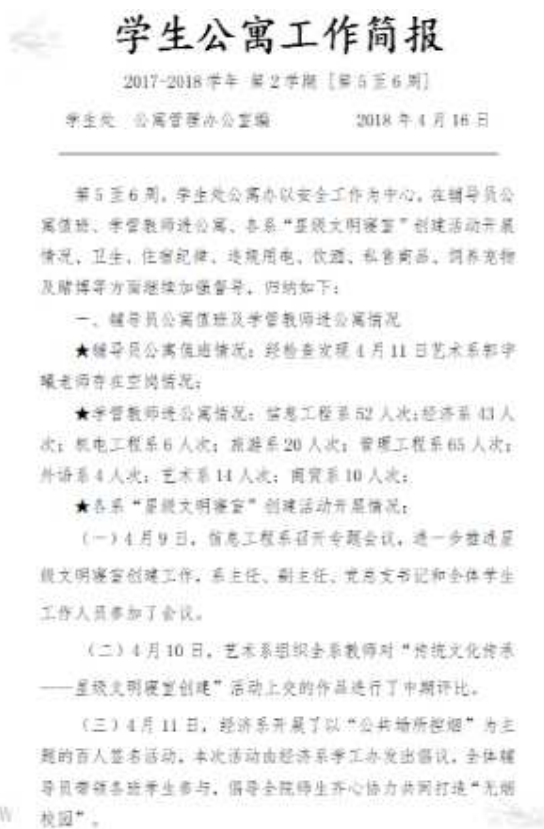 学生公寓工作简报
2017-2018学年 第2学期 [第5至6周]
学生处 公寓管理办公室编 2018年4月16日
第5至6周，学生处公寓办以安全工作为中心，在辅导员公
寓值班、学管教师进公寓、各系“星级文明寝室”创建活动开展
情况、卫生、住宿纪律、违规用电、饮酒、私售商品、饲养宠物
及赌博等方面继续加强督导，归纳如下：
一、辅导员公寓值班及学管教师进公寓情况
★辅导员公寓值班情况：经检查发现4月11日艺术系郭宇
曦老师存在空岗情况；
★学管教师进公寓情况：信息工程系52人次；经济系43人
次；机电工程系6人次；旅游系20人次；管理工程系65人次；
外语系4人次；艺术系14人次；商贸系10人次；
★各系“星级文明寝室”创建活动开展情况：
（一）4月9日，信息工程系召开专题会议，进一步推进星
级文明寝室创建工作，系主任、副主任、党总支书记和全体学生
工作人员参加了会议。
（二）4月10日，艺术系组织全系教师对“传统文化传承
——星级文明寝室创建”活动上交的作品进行了中期评比。
（三）4月11日，经济系开展了以“公共场所控烟”为主
题的百人签名活动，本次活动由经济系学工办发出倡议，全体辅
导员带领各班学生参与，倡导全院师生齐心协力共同打造“无烟
校园”。
W